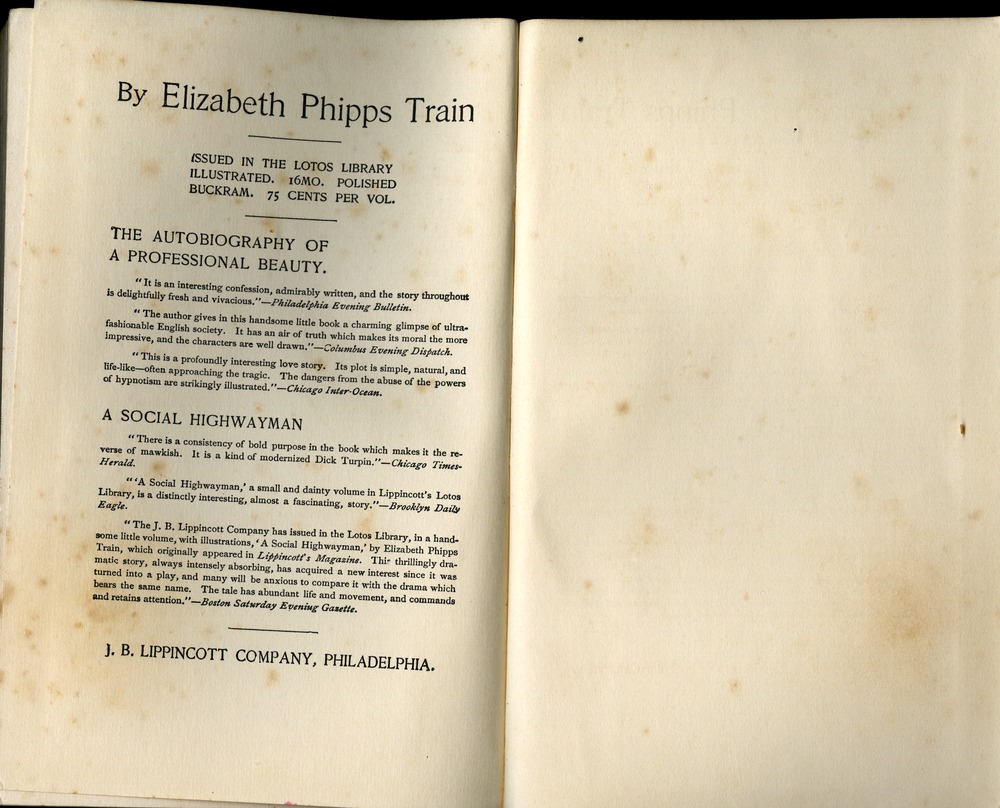 By Elizabeth Phipps Train
ISSUED IN THE LOTOS LIBRARY
ILLUSTRATED. 16MO. POLISHED
BUCKRAM. 75 CENTS PER VOL.
THE AUTOBIOGRAPHY OF
A PROFESSIONAL BEAUTY.
"It is an interesting confession, admirably written, and the story throughout
is delightfully fresh and vivacious."—Philadelphia Evening Bulletin.
"The author gives in this handsome little book a charming glimpse of ultra-
fashionable English society. It has an air of truth which makes its moral the more
impressive, and the characters are well drawn."—Columbus Evening Dispatch.
"This is a profoundly interesting love story. Its plot is simple, natural, and
life-like—often approaching the tragic. The dangers from the abuse of the powers
of hypnotism are strikingly illustrated."—Chicago Inter-Ocean.
A SOCIAL HIGHWAYMAN
"There is a consistency of bold purpose in the book which makes it the re-
verse of mawkish. It is a kind of modernized Dick Turpin."—Chicago Times-
Herald.
"'A Social Highwayman,' a small and dainty volume in Lippincott's Lotos
Library, is a distinctly interesting, almost a fascinating, story."—Brooklyn Daily
Eagle.
"The J. B. Lippincott Company has issued in the Lotos Library, in a hand-
some little volume, with illustrations, 'A Social Highwayman,' by Elizabeth Phipps
Train, which originally appeared in Lippincott's Magazine. This thrillingly dra-
matic story, always intensely absorbing, has acquired a new interest since it was
turned into a play, and many will be anxious to compare it with the drama which
bears the same name. The tale has abundant life and movement, and commands
and retains attention."—Boston Saturday Eveniug Gazette.
J. B. LIPPINCOTT COMPANY, PHILADELPHIA.